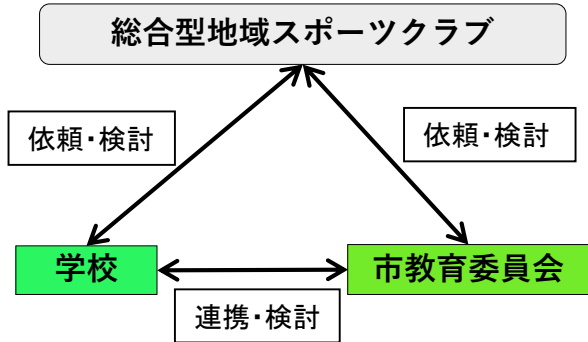 総合型地域スポーツクラブ
依頼・検討
依頼・検討
学校
市教育委員会
連携・検討